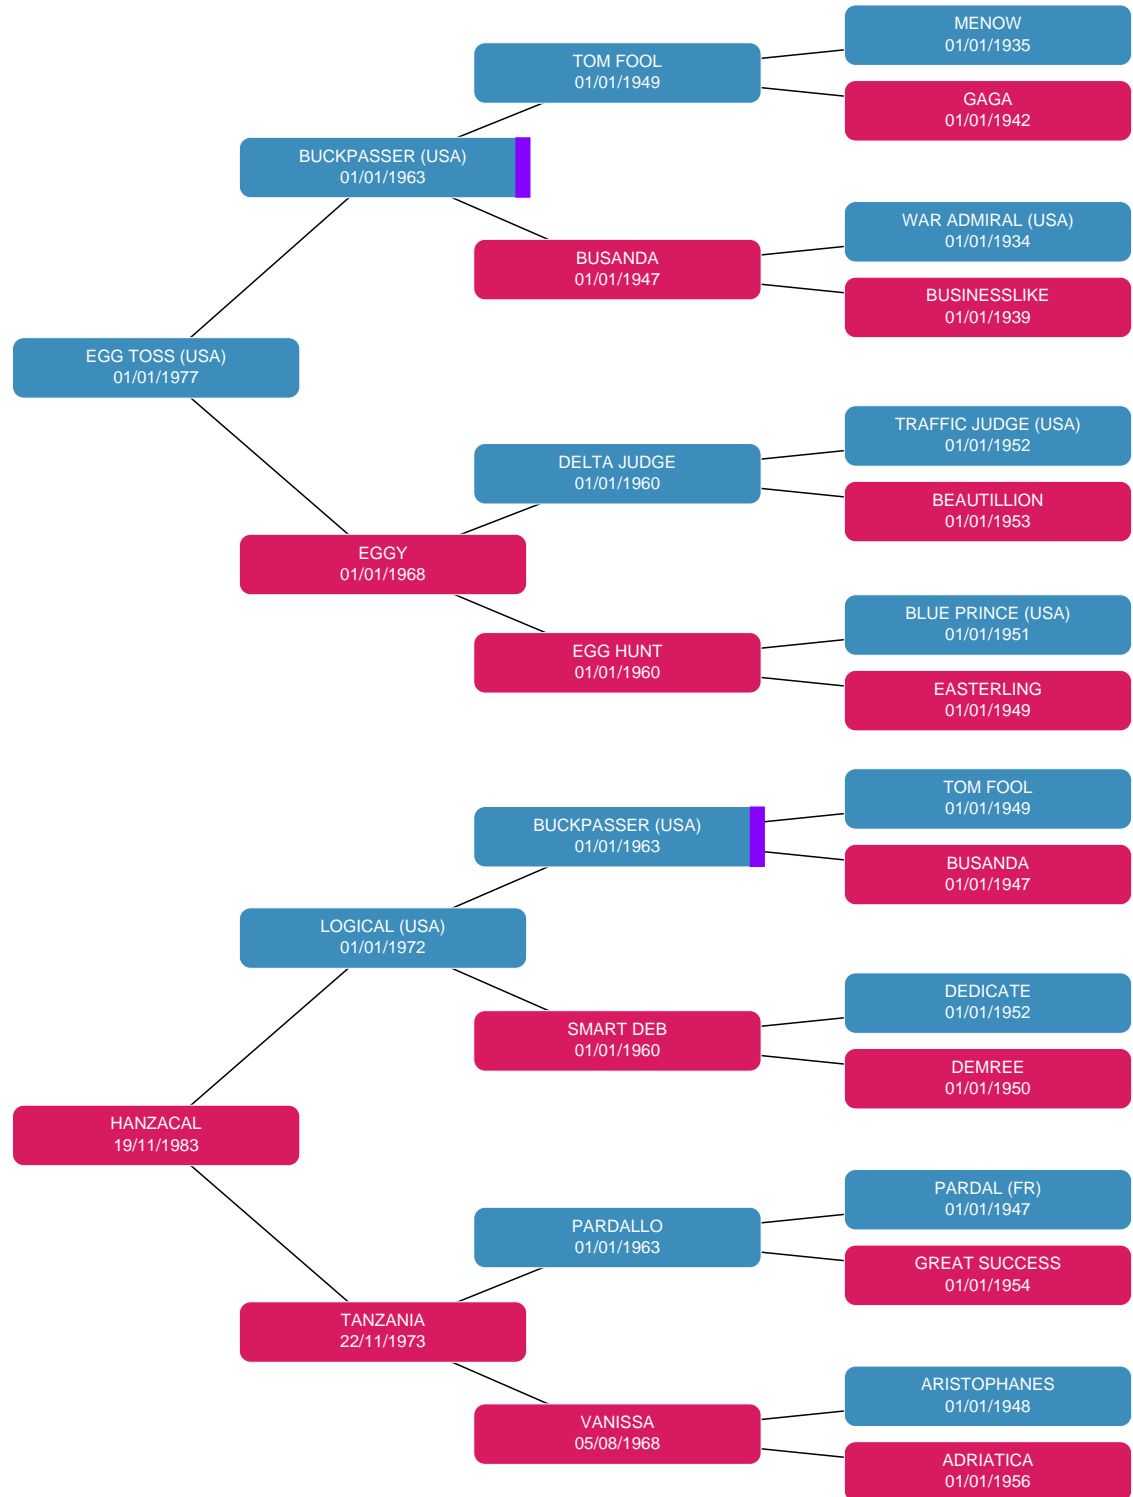 MENOW
01/01/1935
TOM FOOL
01/01/1949
GAGA
01/01/1942
BUCKPASSER (USA)
01/01/1963
WAR ADMIRAL (USA)
01/01/1934
BUSANDA
01/01/1947
BUSINESSLIKE
01/01/1939
EGG TOSS (USA)
01/01/1977
TRAFFIC JUDGE (USA)
01/01/1952
DELTA JUDGE
01/01/1960
BEAUTILLION
01/01/1953
EGGY
01/01/1968
BLUE PRINCE (USA)
01/01/1951
EGG HUNT
01/01/1960
EASTERLING
01/01/1949
TOM FOOL
01/01/1949
BUCKPASSER (USA)
01/01/1963
BUSANDA
01/01/1947
LOGICAL (USA)
01/01/1972
DEDICATE
01/01/1952
SMART DEB
01/01/1960
DEMREE
01/01/1950
HANZACAL
19/11/1983
PARDAL (FR)
01/01/1947
PARDALLO
01/01/1963
GREAT SUCCESS
01/01/1954
TANZANIA
22/11/1973
ARISTOPHANES
01/01/1948
VANISSA
05/08/1968
ADRIATICA
01/01/1956